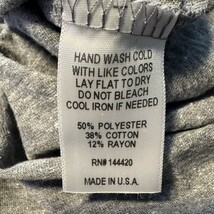 HAND WASH COLD
WITH LIKE COLORS
LAY FLAT TO DRY
DO NOT BLEACH
COOL IRON IF NEEDED
50% POLYESTER
38% COTTON
12% RAYON
RN# 144420
MADE IN U.S.A.